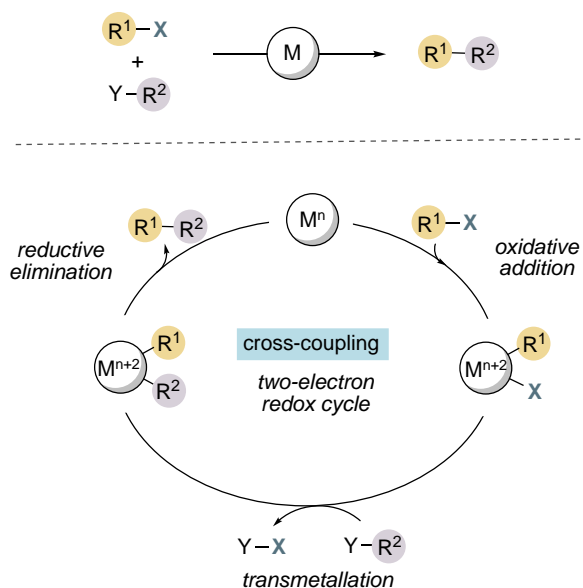 R¹–X
+
Y–R²
M
R¹–R²
R¹–R²
Mⁿ
R¹–X
reductive
elimination
oxidative
addition
Mⁿ⁺²
R¹
R²
cross-coupling
two-electron
redox cycle
Mⁿ⁺²
R¹
X
Y–X
Y–R²
transmetallation